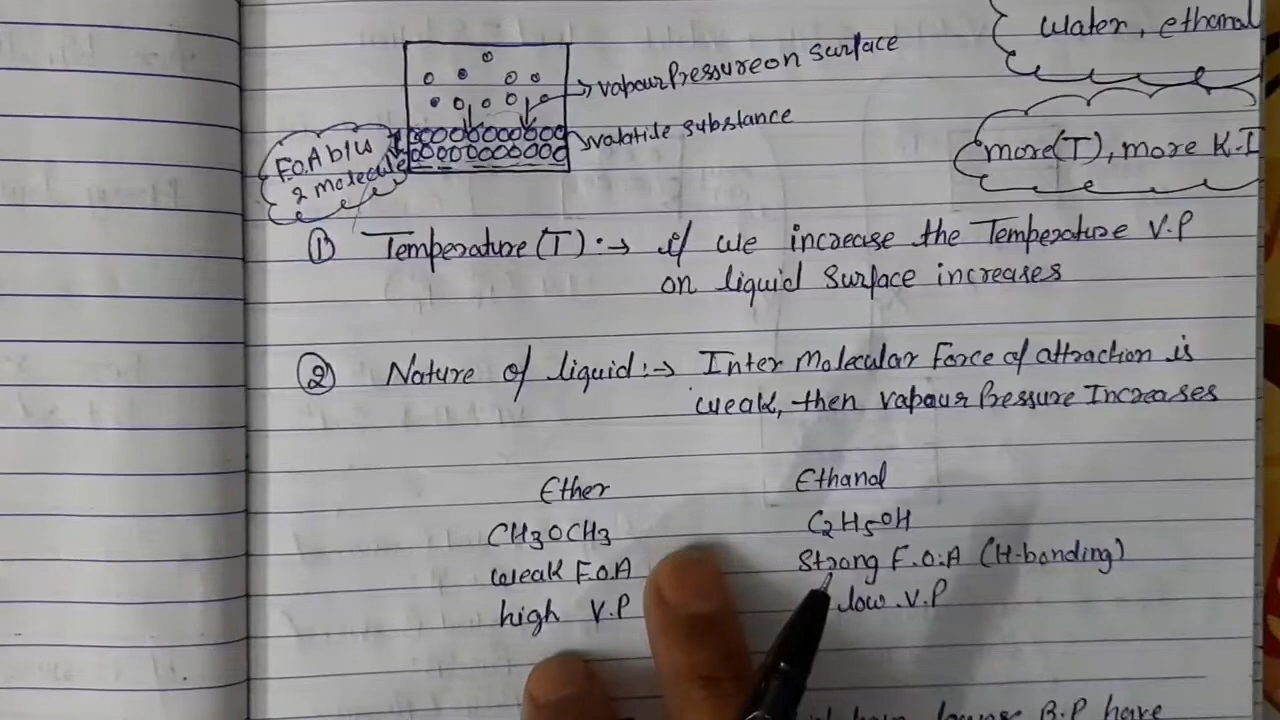 water, ethanol
vapour Pressure on surface
volatile substance
F.O.A b/w
2 molecule
more(T), more K.E
① Temperature (T) :→ if we increase the Temperature V.P
on liquid surface increases
② Nature of liquid :→ Inter Molecular Force of attraction is
weak, then vapour Pressure Increases
Ether
Ethanol
CH3OCH3
C2H5OH
weak F.O.A
Strong F.O.A (H-bonding)
high V.P
low V.P
lower B.P have